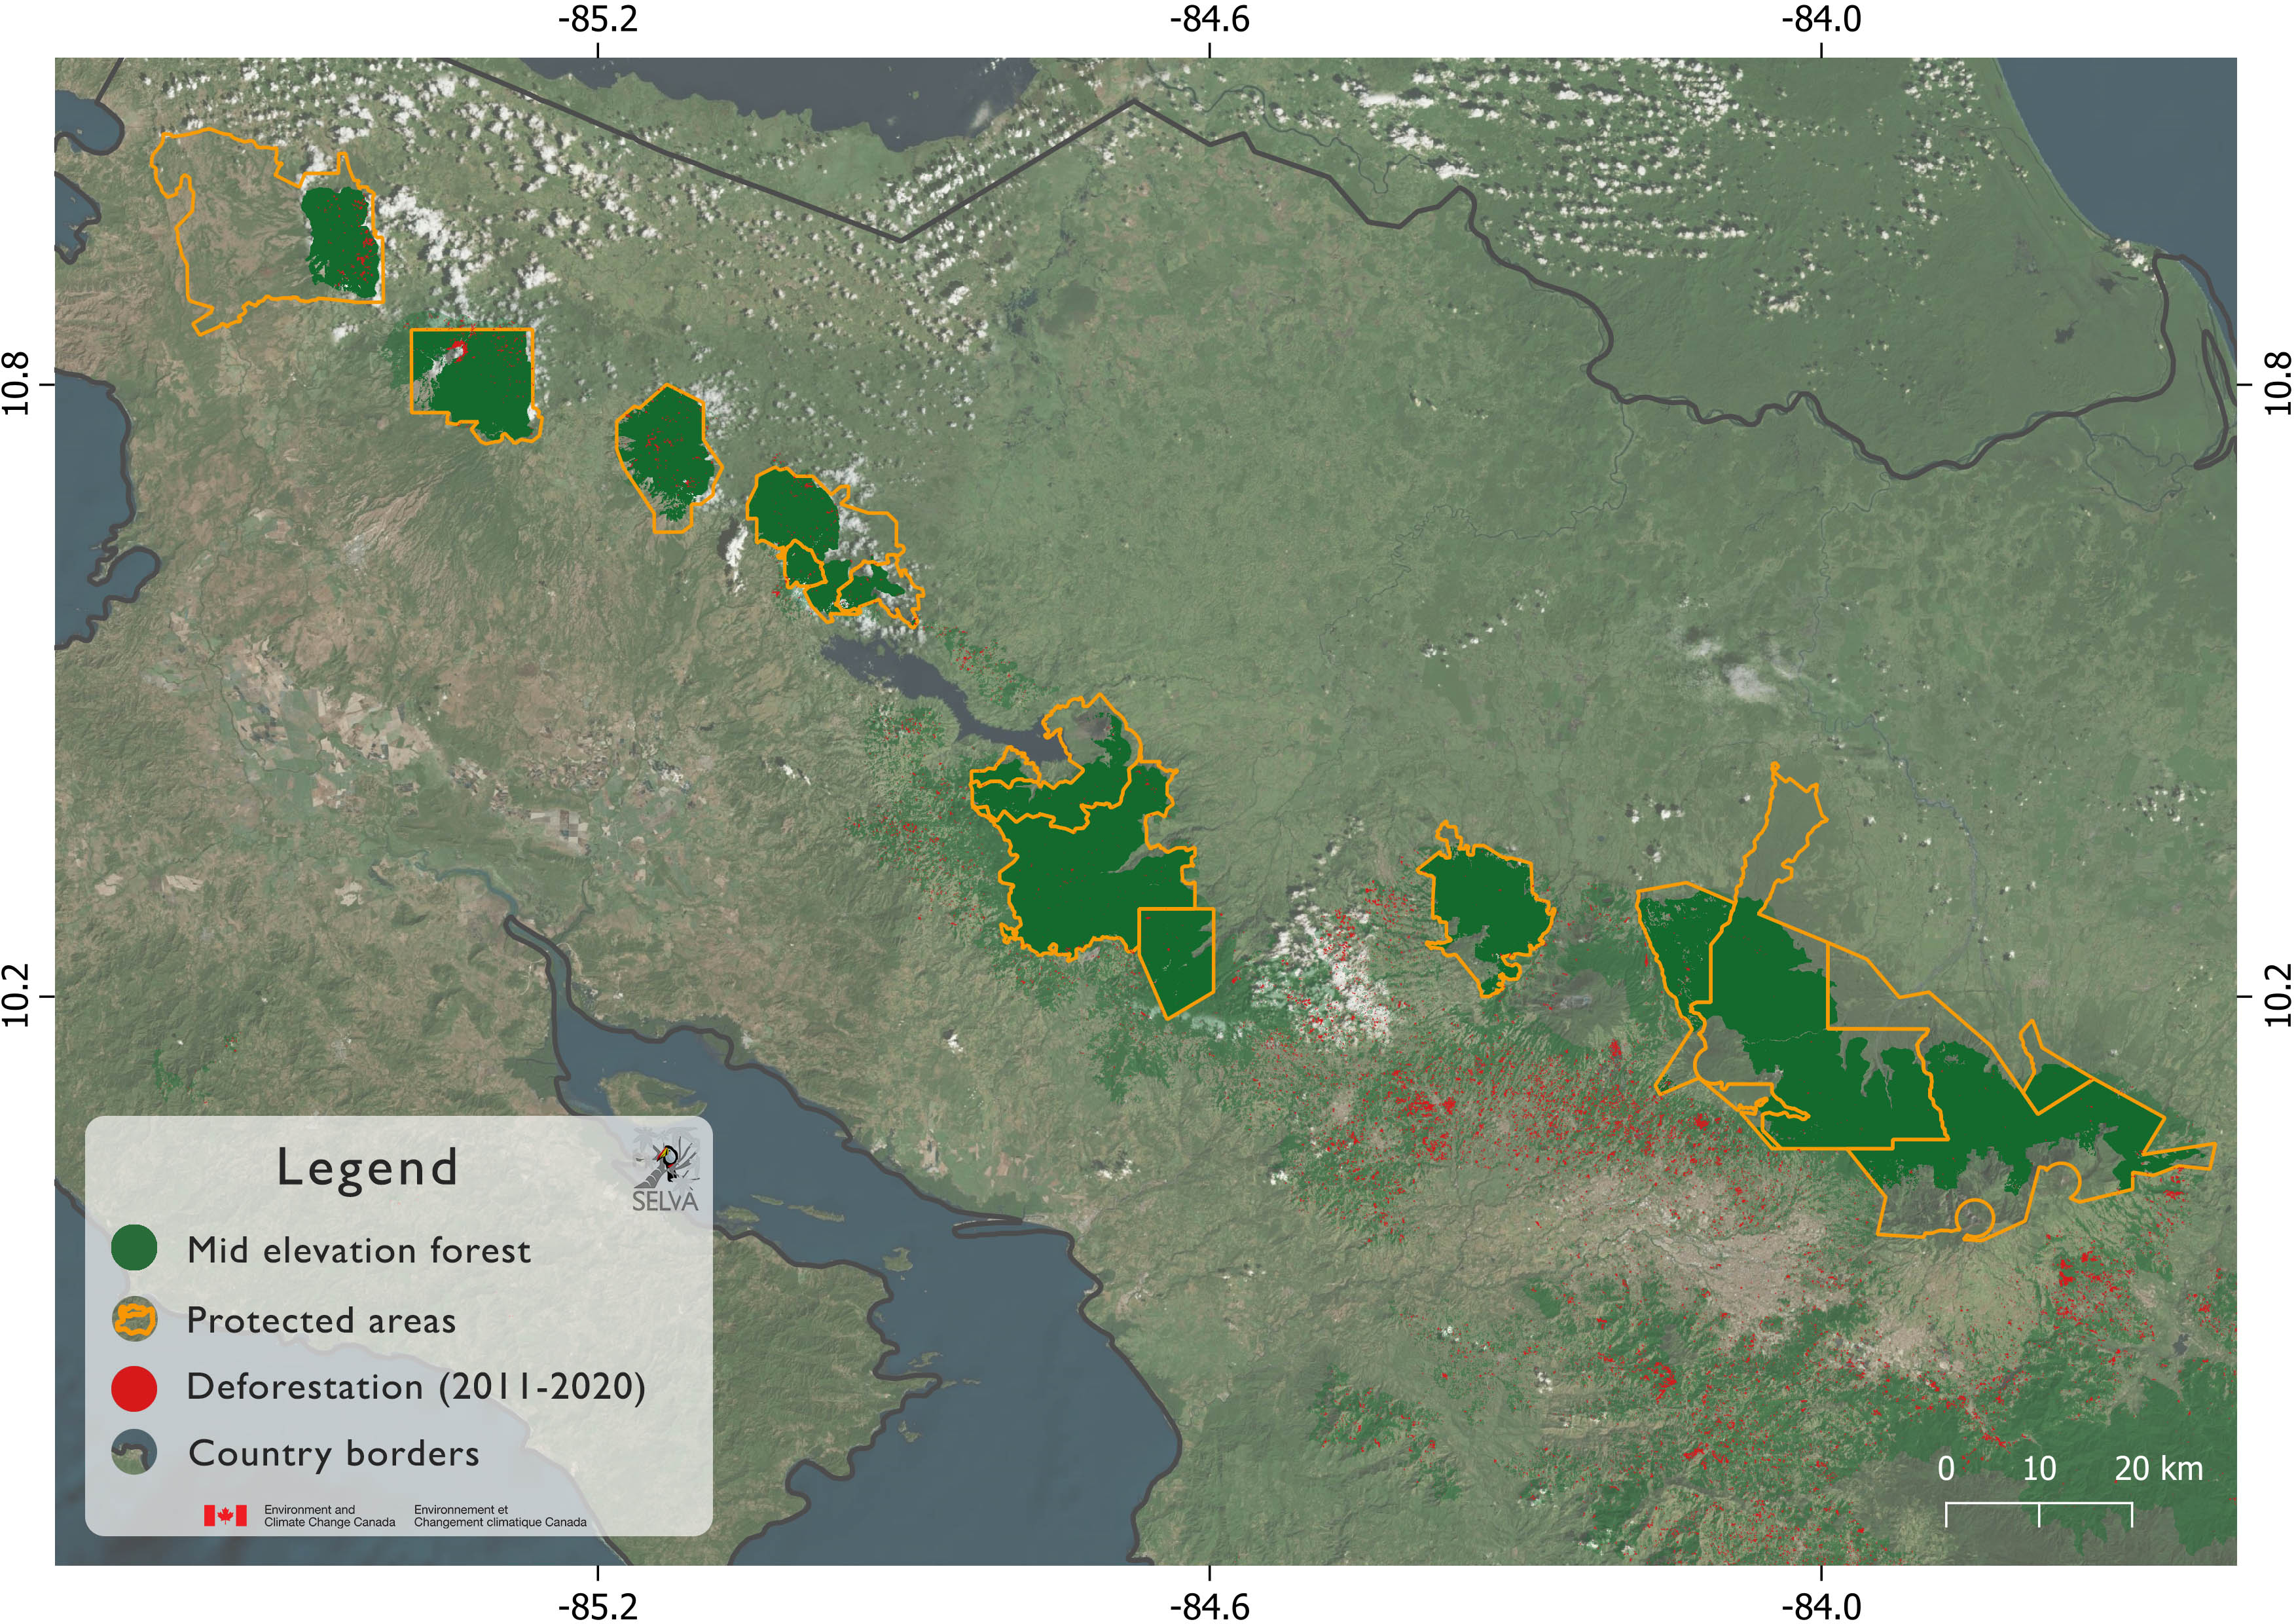 -85.2 -84.6 -84.0
10.8 10.8
10.2 10.2
Legend
SELVA
Mid elevation forest
Protected areas
Deforestation (2011-2020)
Country borders
Environment and Environnement et
Climate Change Canada Changement climatique Canada
0 10 20 km
-85.2 -84.6 -84.0